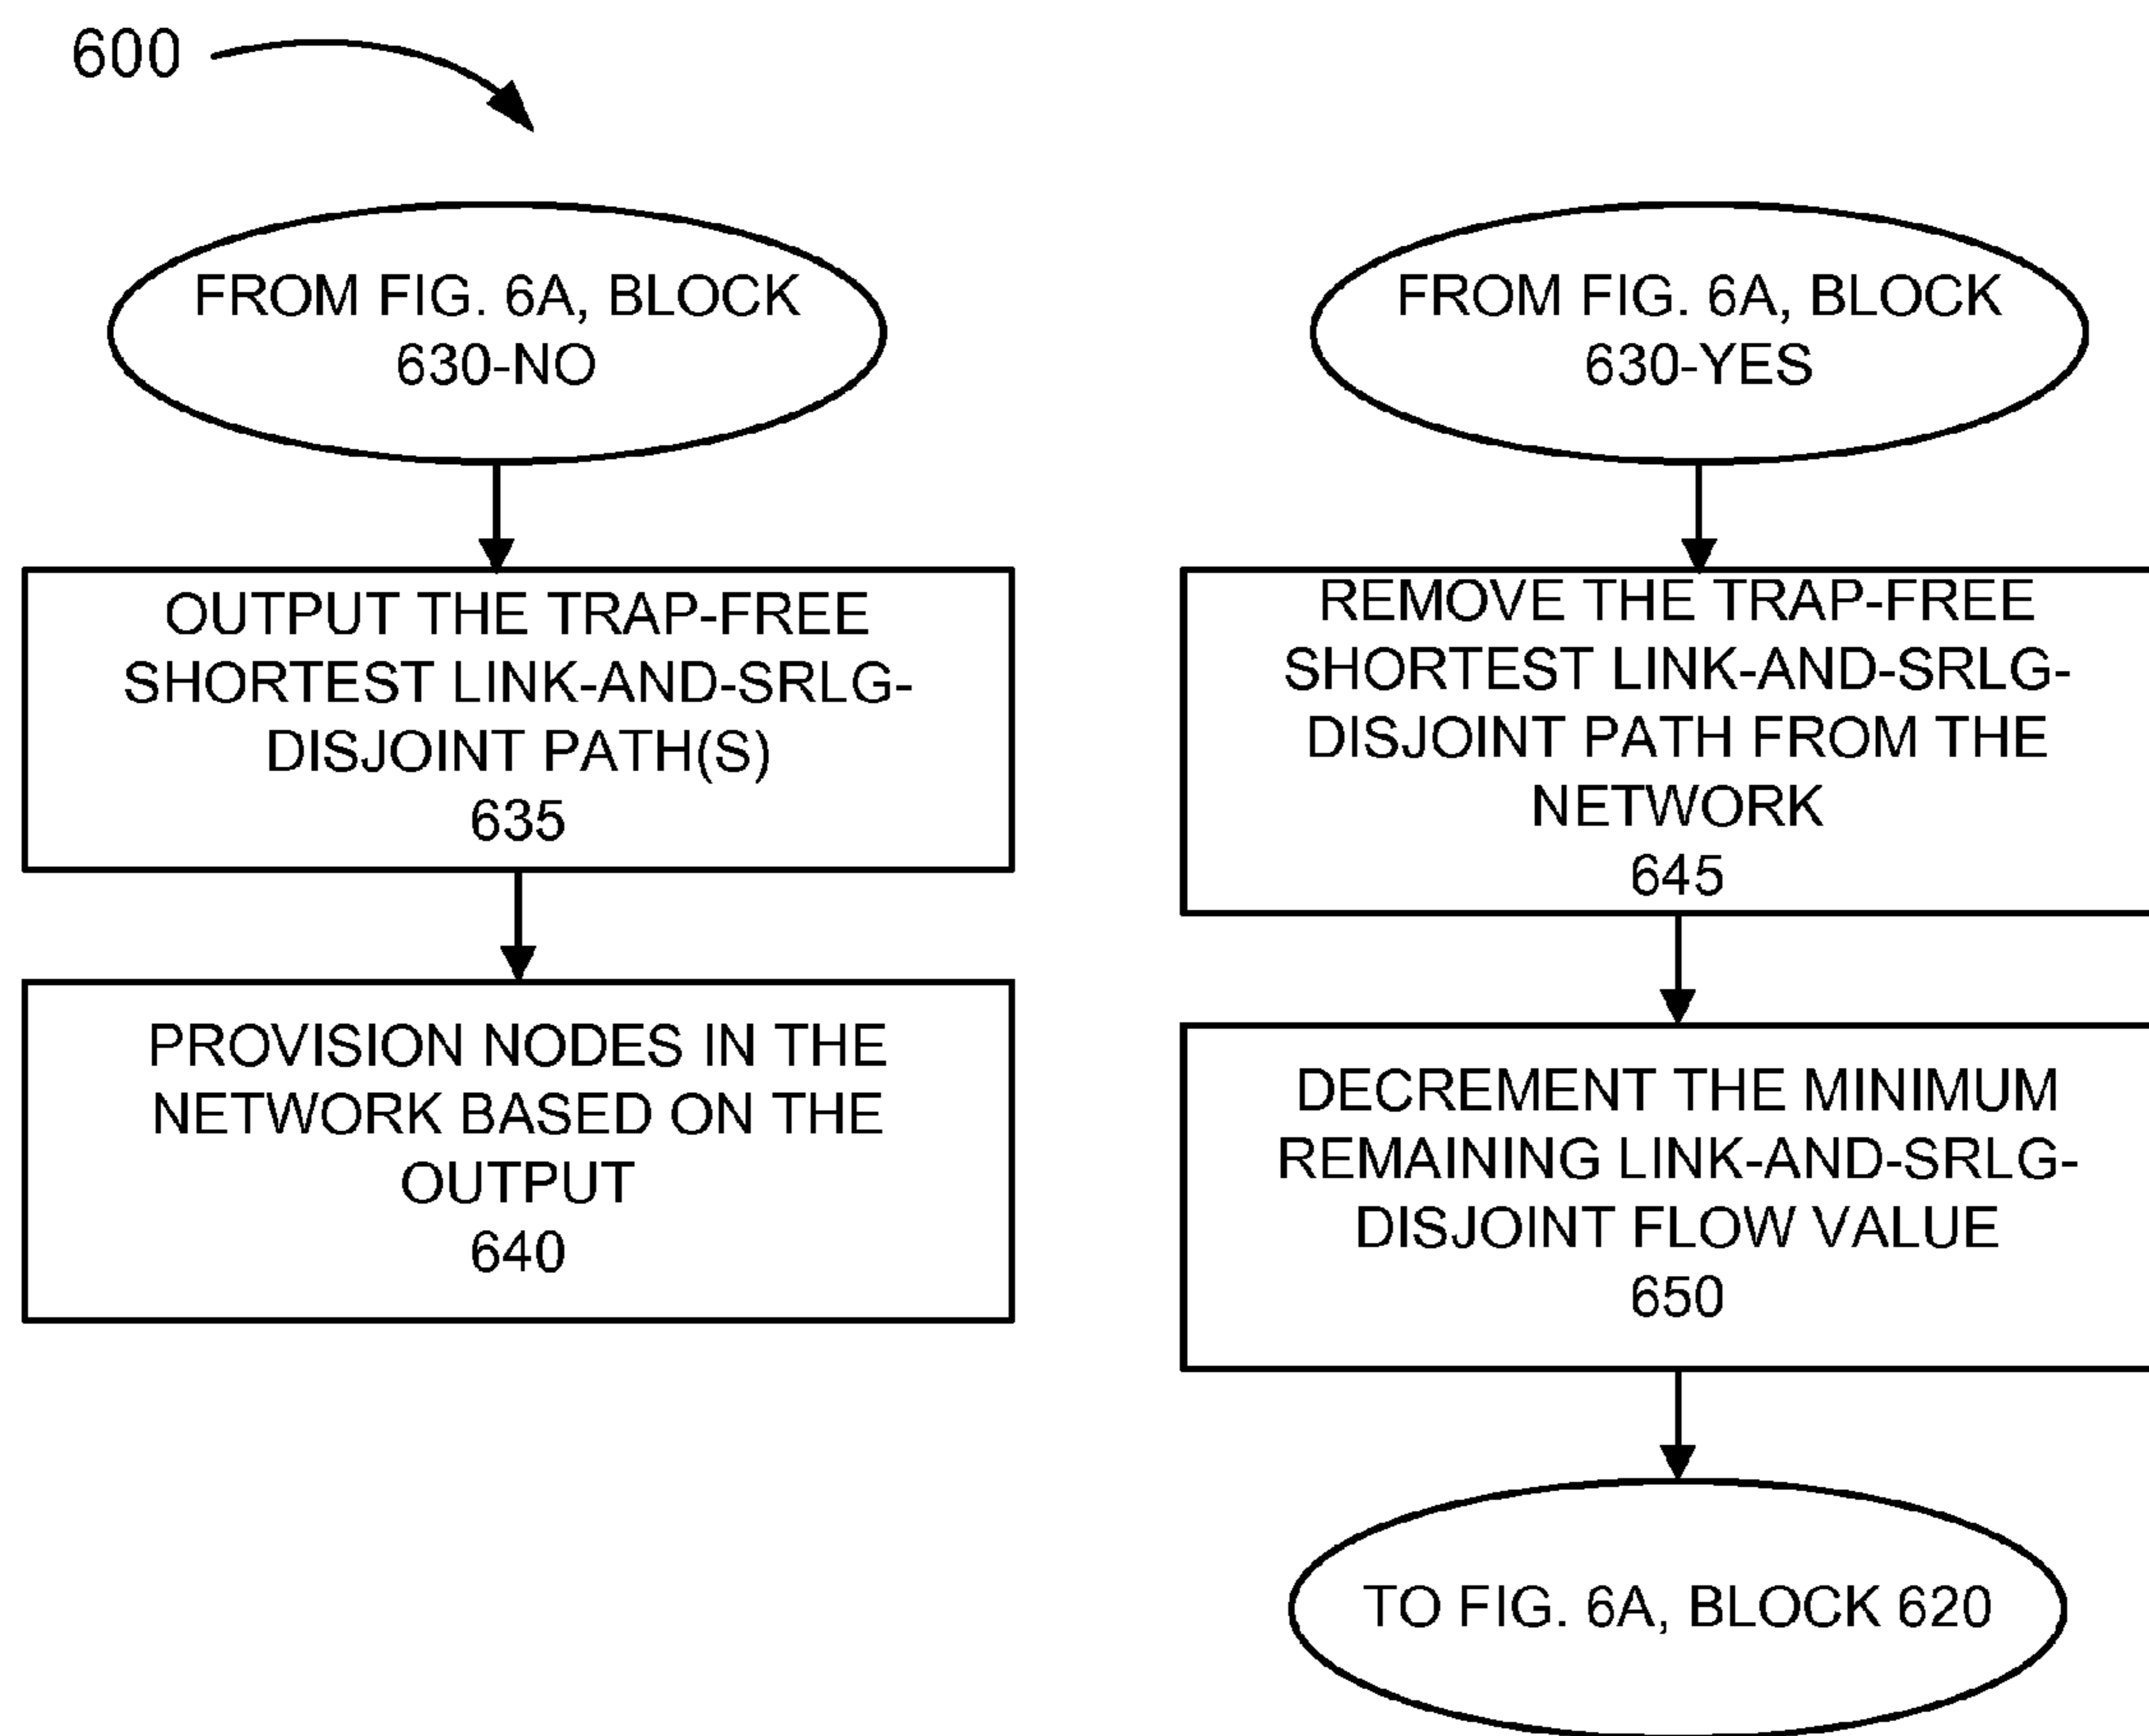 600
FROM FIG. 6A, BLOCK
630-NO
OUTPUT THE TRAP-FREE
SHORTEST LINK-AND-SRLG-
DISJOINT PATH(S)
635
PROVISION NODES IN THE
NETWORK BASED ON THE
OUTPUT
640
FROM FIG. 6A, BLOCK
630-YES
REMOVE THE TRAP-FREE
SHORTEST LINK-AND-SRLG-
DISJOINT PATH FROM THE
NETWORK
645
DECREMENT THE MINIMUM
REMAINING LINK-AND-SRLG-
DISJOINT FLOW VALUE
650
TO FIG. 6A, BLOCK 620